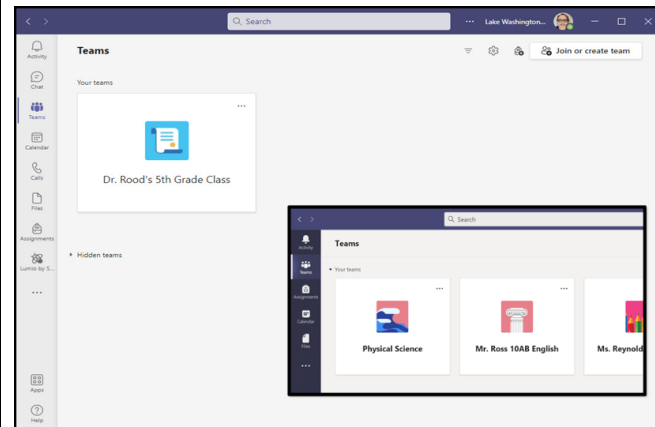 Search
Lake Washington...
Activity
Chat
Teams
Calendar
Calls
Files
Assignments
Lumio by S...
Apps
Help
Teams
Join or create team
Your teams
Dr. Rood's 5th Grade Class
Hidden teams
Search
Activity
Teams
Assignments
Calendar
Files
Teams
Your teams
Physical Science
Mr. Ross 10AB English
Ms. Reynold